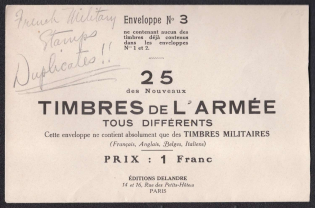 French Military
Stamps
Duplicates!!
Enveloppe No 3
ne contenant aucun des
timbres déjà contenus
dans les enveloppes
Nos 1 et 2.
25
des Nouveaux
TIMBRES DE L'ARMÉE
TOUS DIFFÉRENTS
Cette enveloppe ne contient absolument que des TIMBRES MILITAIRES
(Français, Anglais, Belges, Italiens)
PRIX : 1 Franc
ÉDITIONS DELANDRE
14 et 16, Rue des Petits-Hôtels
PARIS